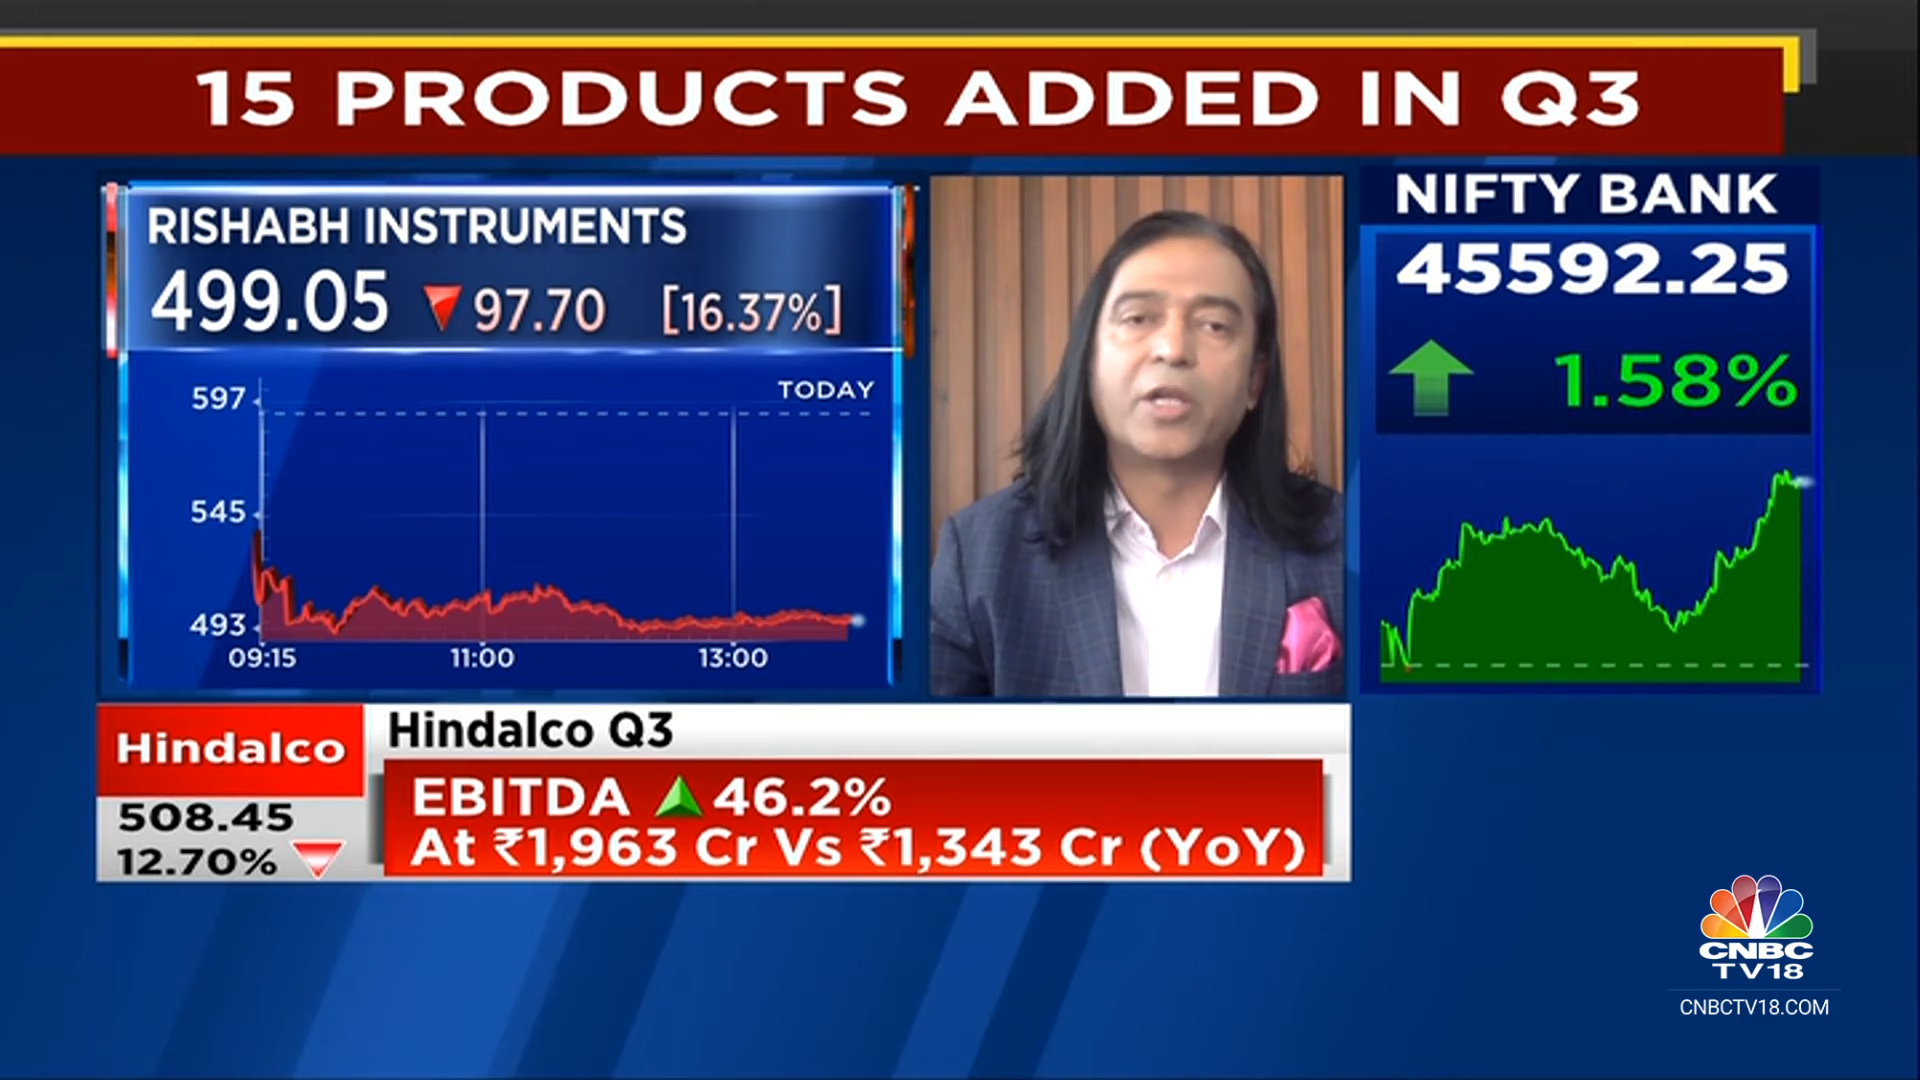 15 PRODUCTS ADDED IN Q3
RISHABH INSTRUMENTS
499.05 ▼ 97.70 [16.37%]
TODAY
597
545
493
09:15 11:00 13:00
NIFTY BANK
45592.25
1.58%
Hindalco
508.45
12.70%
Hindalco Q3
EBITDA ▲ 46.2%
At ₹1,963 Cr Vs ₹1,343 Cr (YoY)
CNBC
TV18
CNBCTV18.COM